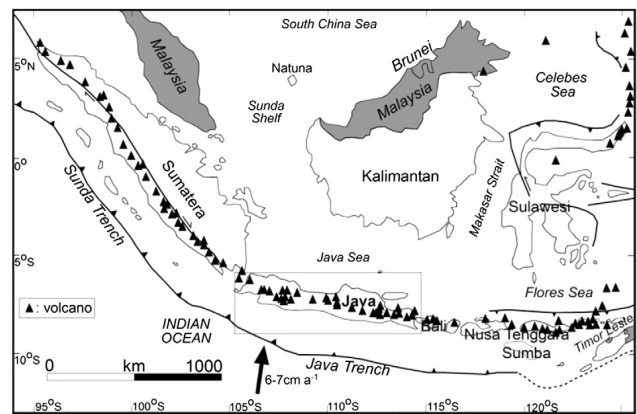 95°E
100°E
105°E
110°E
115°E
120°E
125°E
South China Sea
Malaysia
Brunei
5°N
Natuna
Celbes
Sea
Malaysia
Sunda
Shelf
Kalimantan
0°
Sumatera
Makasar Strait
Sulawesi
Sunda Trench
Java Sea
5°S
Flores Sea
▲ : volcano
Java
Bali
Nusa Tenggara
Timor Leste
INDIAN
OCEAN
Sumba
10°S
0 km 1000
Java Trench
6-7cm a⁻¹